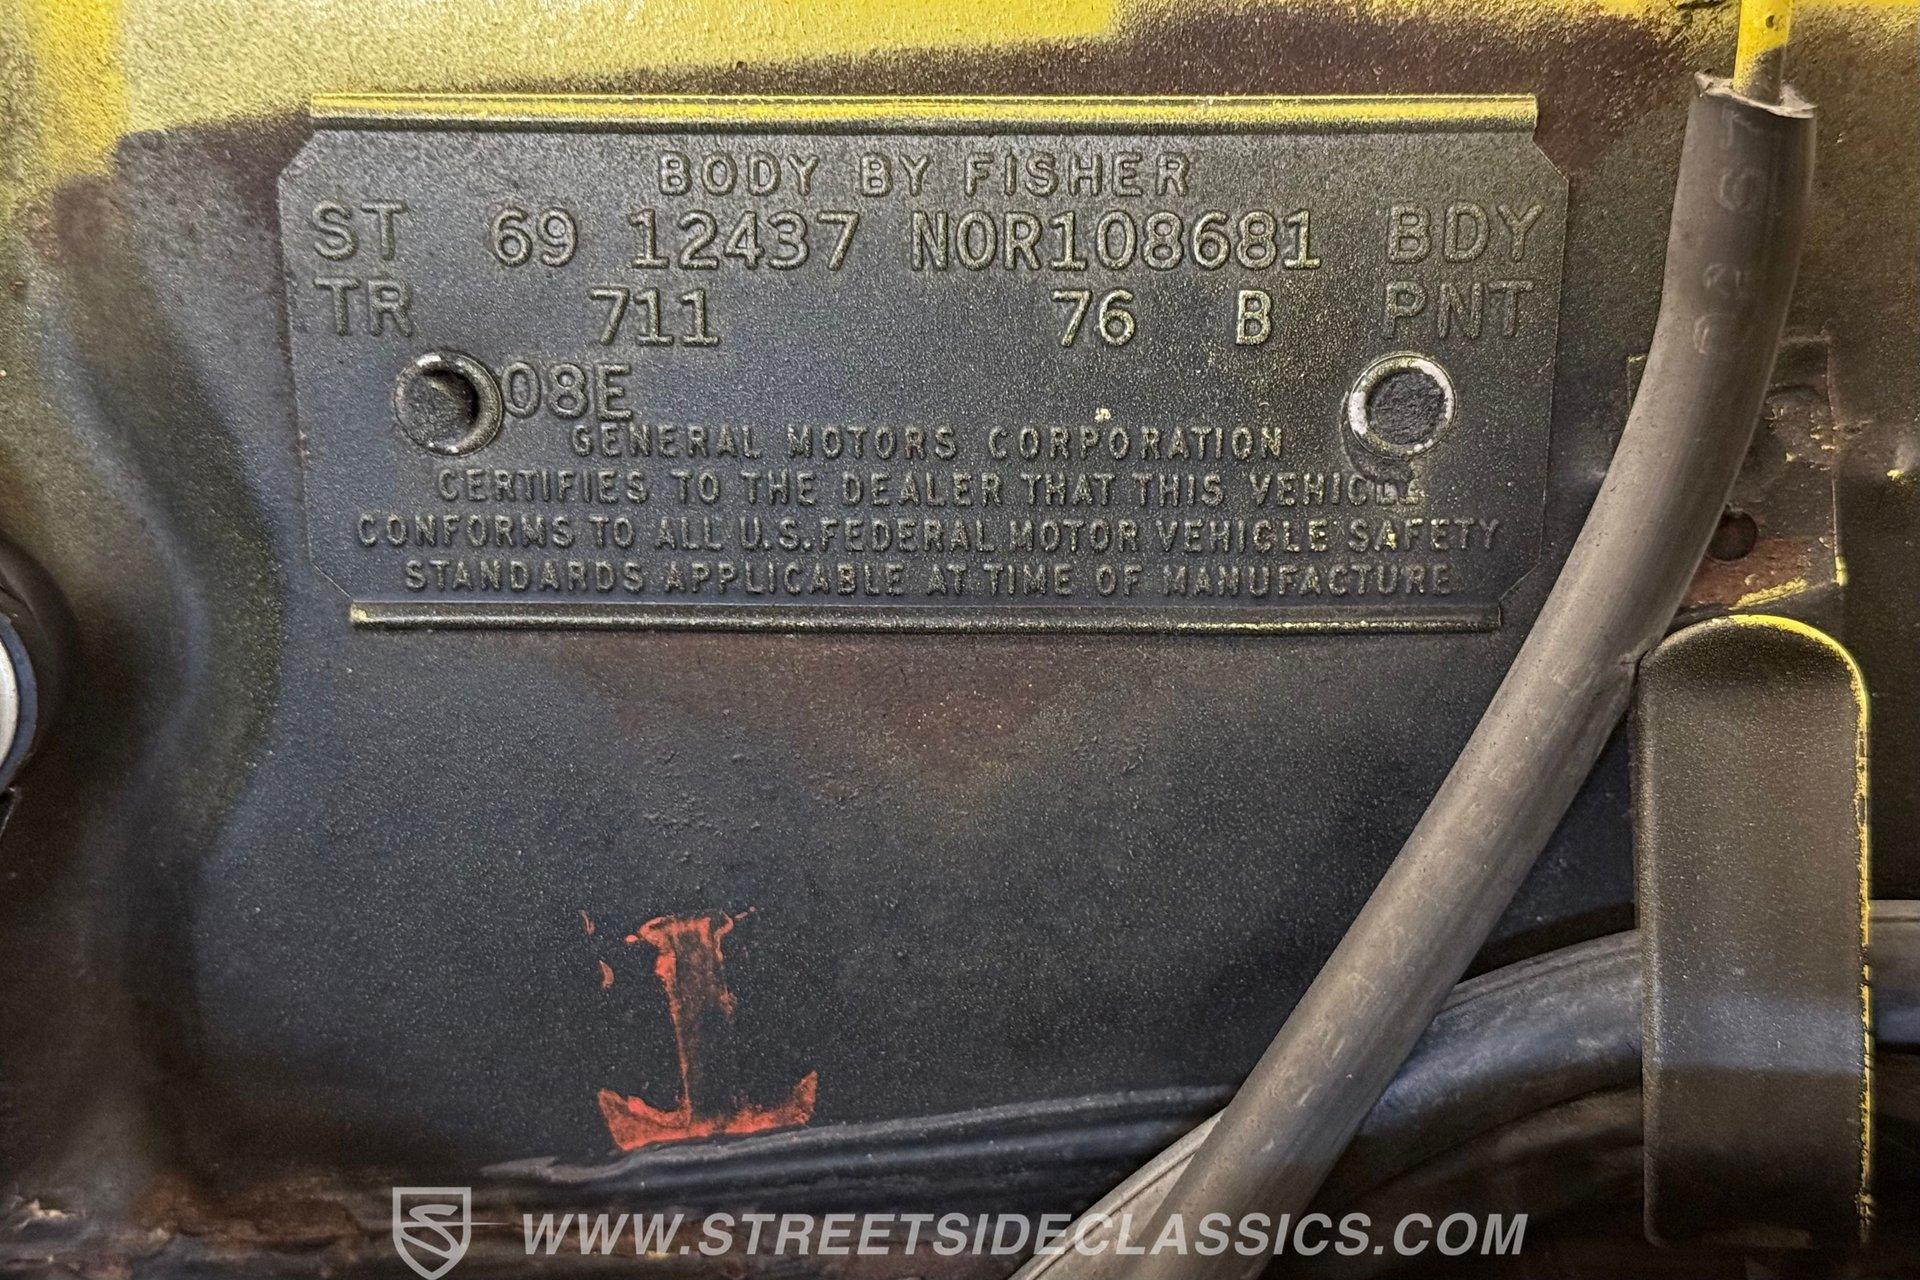 BODY BY FISHER
ST 69 12437 NOR108681 BDY
TR 711 76 B PNT
08E
GENERAL MOTORS CORPORATION
CERTIFIES TO THE DEALER THAT THIS VEHICLE
CONFORMS TO ALL U.S. FEDERAL MOTOR VEHICLE SAFETY
STANDARDS APPLICABLE AT TIME OF MANUFACTURE
WWW.STREETSIDECLASSICS.COM